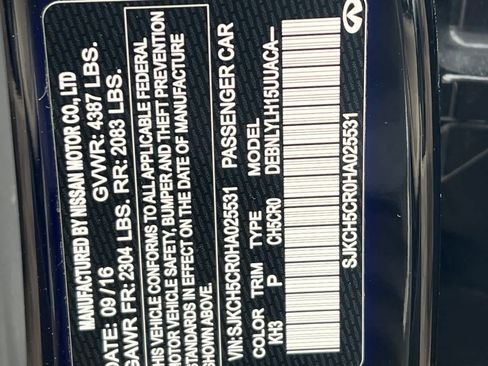 MANUFACTURED BY NISSAN MOTOR CO., LTD
DATE: 09/16 GVWR: 4387 LBS.
GAWR FR: 2304 LBS. RR: 2083 LBS.
THIS VEHICLE CONFORMS TO ALL APPLICABLE FEDERAL
MOTOR VEHICLE SAFETY, BUMPER AND THEFT PREVENTION
STANDARDS IN EFFECT ON THE DATE OF MANUFACTURE
SHOWN ABOVE.
VIN: SJKCH5CR0HA025531 PASSENGER CAR
COLOR TRIM TYPE MODEL
KH3 P CH5CR0 DEBNLYLH15UUACA—
SJKCH5CR0HA025531